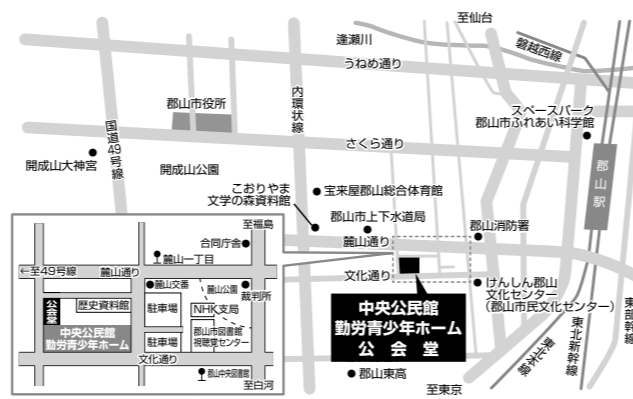 至仙台
逢瀬川
磐越西線
うねめ通り
郡山市役所
国道49号線
内環状線
スペースパーク
郡山市ふれあい科学館
さくら通り
郡山駅
開成山大神宮
開成山公園
宝来屋郡山総合体育館
こおりやま
文学の森資料館
郡山市上下水道局
郡山消防署
麓山通り
文化通り
けんしん郡山
文化センター
(郡山市民文化センター)
中央公民館
勤労青少年ホーム
公会堂
東部幹線
東北新幹線
東北本線
郡山東高
至東京
至福島
合同庁舎
麓山一丁目
←至49号線
麓山通り
麓山交番
麓山公園
裁判所
公会堂
歴史資料館
駐車場
NHK支局
中央公民館
勤労青少年ホーム
郡山市図書館
視聴覚センター
駐車場
文化通り
郡山中央図書館
至白河